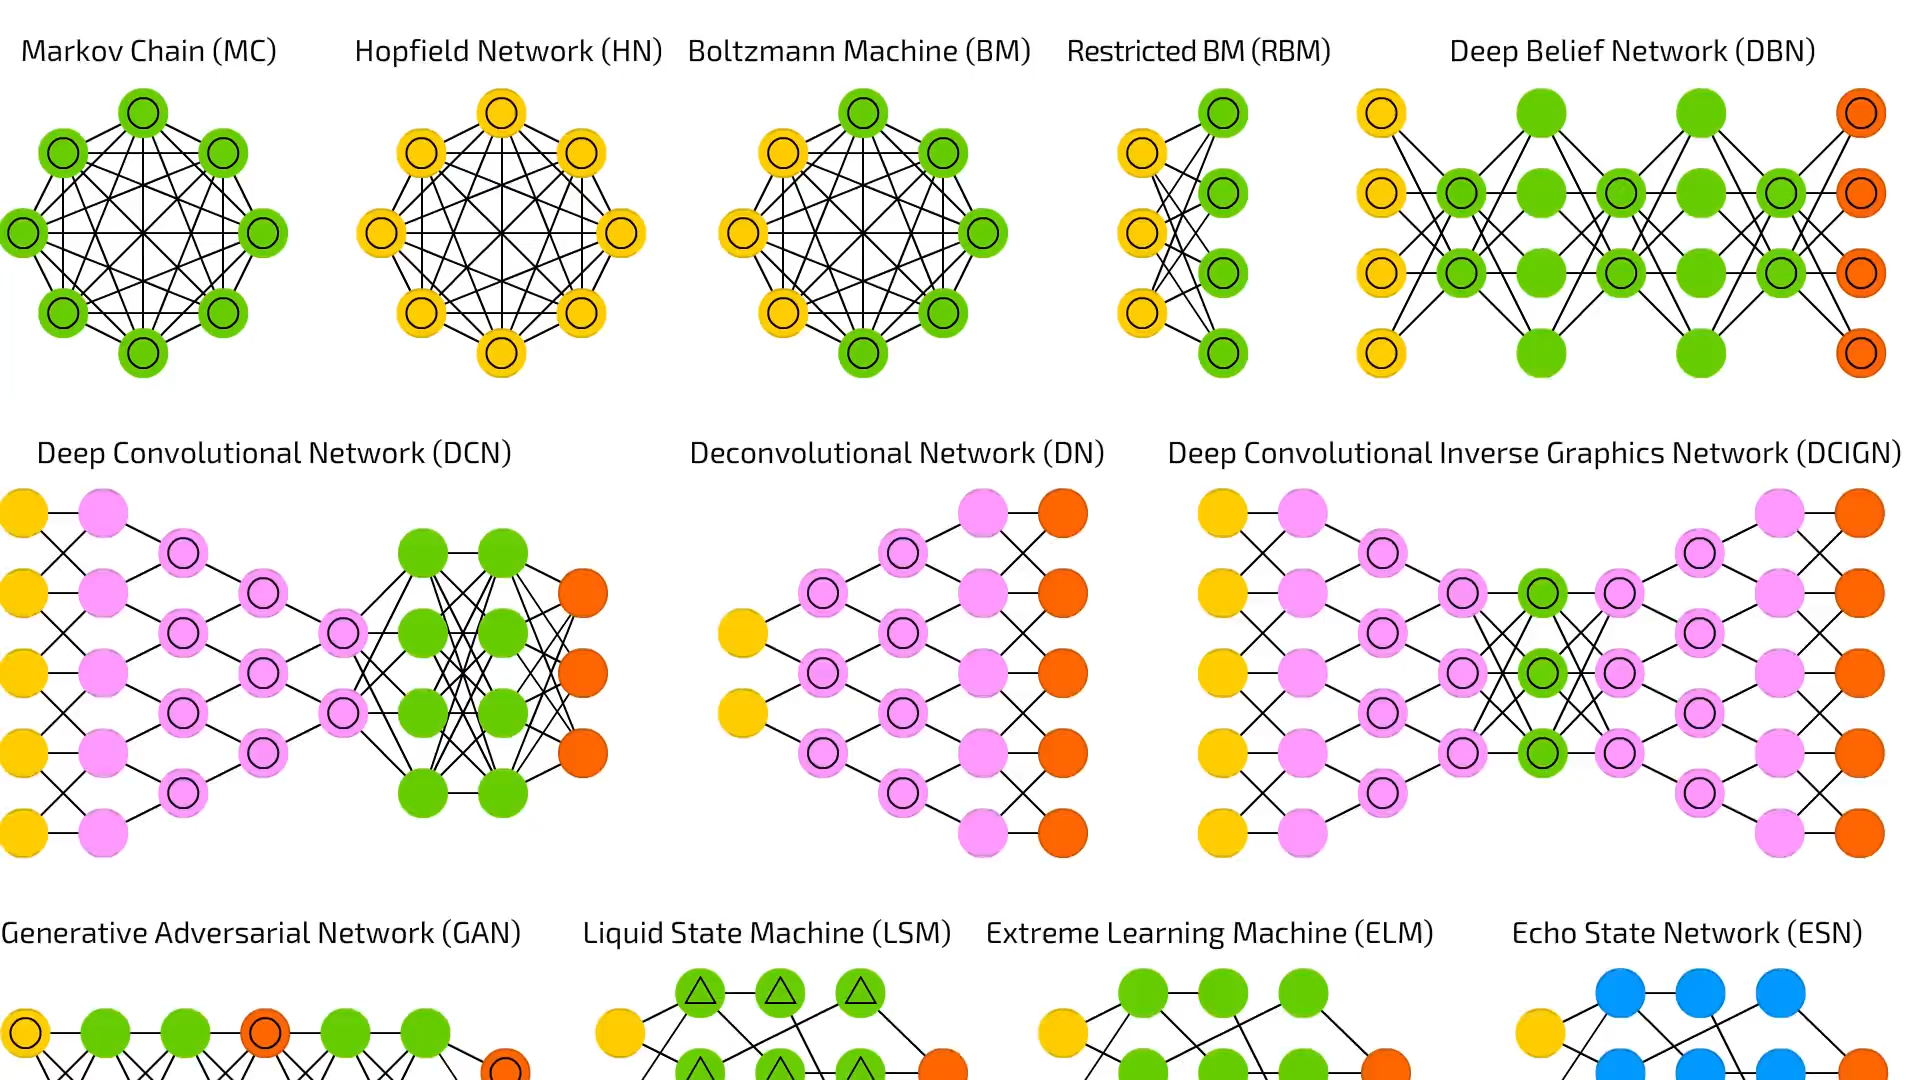 Markov Chain (MC)
Hopfield Network (HN)
Boltzmann Machine (BM)
Restricted BM (RBM)
Deep Belief Network (DBN)
Deep Convolutional Network (DCN)
Deconvolutional Network (DN)
Deep Convolutional Inverse Graphics Network (DCIGN)
Generative Adversarial Network (GAN)
Liquid State Machine (LSM)
Extreme Learning Machine (ELM)
Echo State Network (ESN)